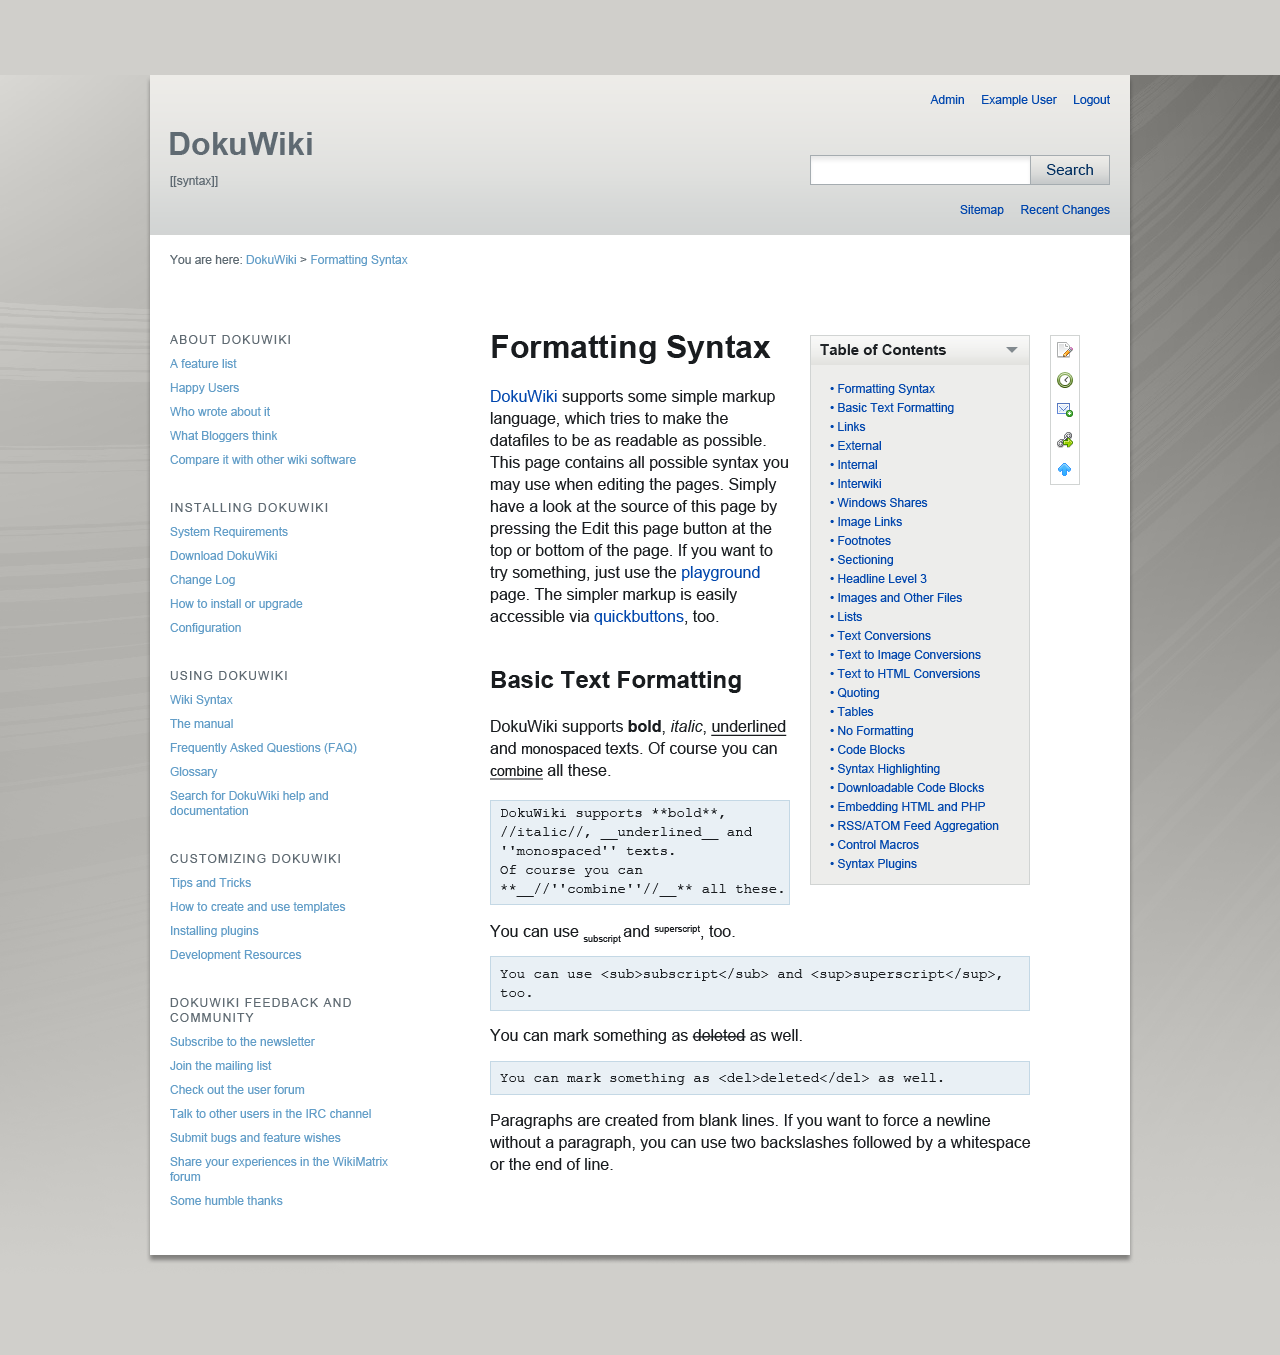 Admin Example User Logout
DokuWiki
[[syntax]]
Search
Sitemap Recent Changes
You are here: DokuWiki > Formatting Syntax
ABOUT DOKUWIKI
A feature list
Happy Users
Who wrote about it
What Bloggers think
Compare it with other wiki software
INSTALLING DOKUWIKI
System Requirements
Download DokuWiki
Change Log
How to install or upgrade
Configuration
USING DOKUWIKI
Wiki Syntax
The manual
Frequently Asked Questions (FAQ)
Glossary
Search for DokuWiki help and
documentation
CUSTOMIZING DOKUWIKI
Tips and Tricks
How to create and use templates
Installing plugins
Development Resources
DOKUWIKI FEEDBACK AND
COMMUNITY
Subscribe to the newsletter
Join the mailing list
Check out the user forum
Talk to other users in the IRC channel
Submit bugs and feature wishes
Share your experiences in the WikiMatrix
forum
Some humble thanks
Formatting Syntax
DokuWiki supports some simple markup
language, which tries to make the
datafiles to be as readable as possible.
This page contains all possible syntax you
may use when editing the pages. Simply
have a look at the source of this page by
pressing the Edit this page button at the
top or bottom of the page. If you want to
try something, just use the playground
page. The simpler markup is easily
accessible via quickbuttons, too.
Basic Text Formatting
DokuWiki supports bold, italic, underlined
and monospaced texts. Of course you can
combine all these.
DokuWiki supports **bold**,
//italic//, __underlined__ and
''monospaced'' texts.
Of course you can
**__//''combine''//__** all these.
You can use subscript and superscript, too.
You can use <sub>subscript</sub> and <sup>superscript</sup>,
too.
You can mark something as deleted as well.
You can mark something as <del>deleted</del> as well.
Paragraphs are created from blank lines. If you want to force a newline
without a paragraph, you can use two backslashes followed by a whitespace
or the end of line.
Table of Contents
• Formatting Syntax
• Basic Text Formatting
• Links
• External
• Internal
• Interwiki
• Windows Shares
• Image Links
• Footnotes
• Sectioning
• Headline Level 3
• Images and Other Files
• Lists
• Text Conversions
• Text to Image Conversions
• Text to HTML Conversions
• Quoting
• Tables
• No Formatting
• Code Blocks
• Syntax Highlighting
• Downloadable Code Blocks
• Embedding HTML and PHP
• RSS/ATOM Feed Aggregation
• Control Macros
• Syntax Plugins